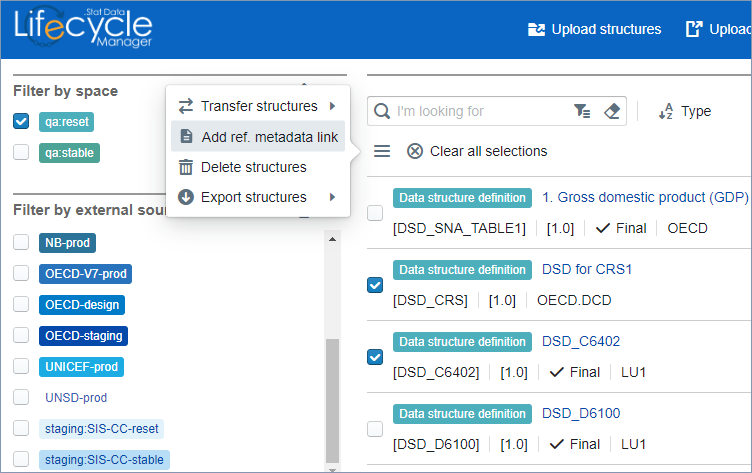 Stat Data
Lifecycle
Manager
Upload structures
Upload
Filter by space
qa:reset
qa:stable
Transfer structures
Add ref. metadata link
Delete structures
Export structures
Filter by external sour
NB-prod
OECD-V7-prod
OECD-design
OECD-staging
UNICEF-prod
UNSD-prod
staging:SIS-CC-reset
staging:SIS-CC-stable
I'm looking for
Type
Clear all selections
Data structure definition 1. Gross domestic product (GDP)
[DSD_SNA_TABLE1] [1.0] Final OECD
Data structure definition DSD for CRS1
[DSD_CRS] [1.0] OECD.DCD
Data structure definition DSD_C6402
[DSD_C6402] [1.0] Final LU1
Data structure definition DSD_D6100
[DSD_D6100] [1.0] Final LU1